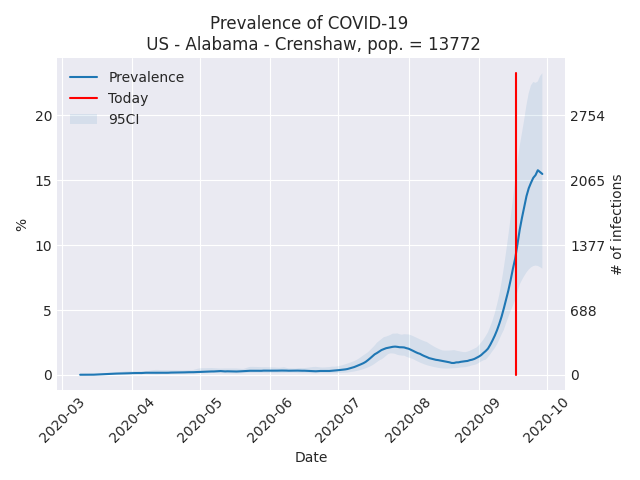 Prevalence of COVID-19
US - Alabama - Crenshaw, pop. = 13772
Prevalence
Today
95CI
20
15
10
5
0
%
2754
2065
1377
688
0
# of infections
2020-03
2020-04
2020-05
2020-06
2020-07
2020-08
2020-09
2020-10
Date